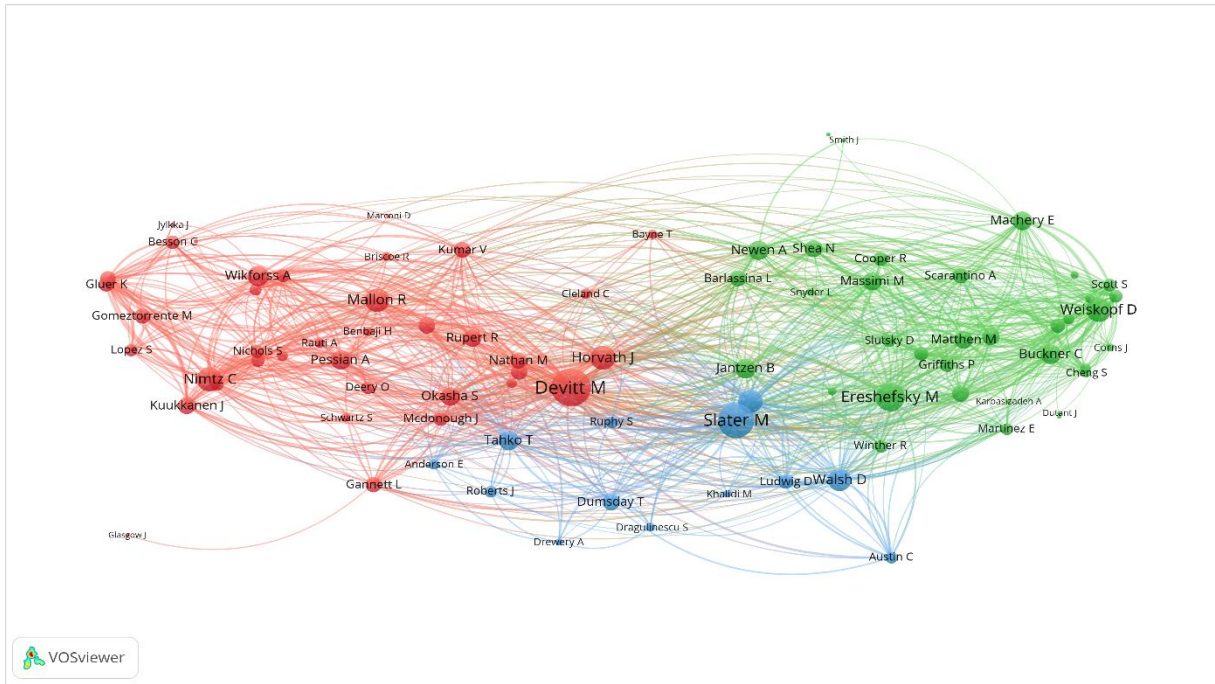 Smith J
Jylkka J
Maronni D
Machery E
Besson C
Bayne T
Kumar V
Newen A
Shea N
Briscoe R
Cooper R
Wikforss A
Barlassina L
Massimi M
Scarantino A
Gluer K
Scott S
Cleland C
Snyder L
Mallon R
Weiskopf D
Gomeztorrente M
Benbaji H
Rupert R
Rauti A
Slutsky D
Matthen M
Corns J
Lopez S
Nichols S
Pessian A
Nathan M
Horvath J
Buckner C
Jantzen B
Griffiths P
Cheng S
Nimtz C
Deery O
Devitt M
Okasha S
Ereshefsky M
Karbasizadeh A
Kuukkanen J
Schwartz S
Mcdonough J
Ruphy S
Slater M
Dutant J
Martinez E
Tahko T
Winther R
Anderson E
Gannett L
Roberts J
Khalidi M
Ludwig D
Walsh D
Dumsday T
Dragulinescu S
Glasgow J
Drewery A
Austin C
VOSviewer